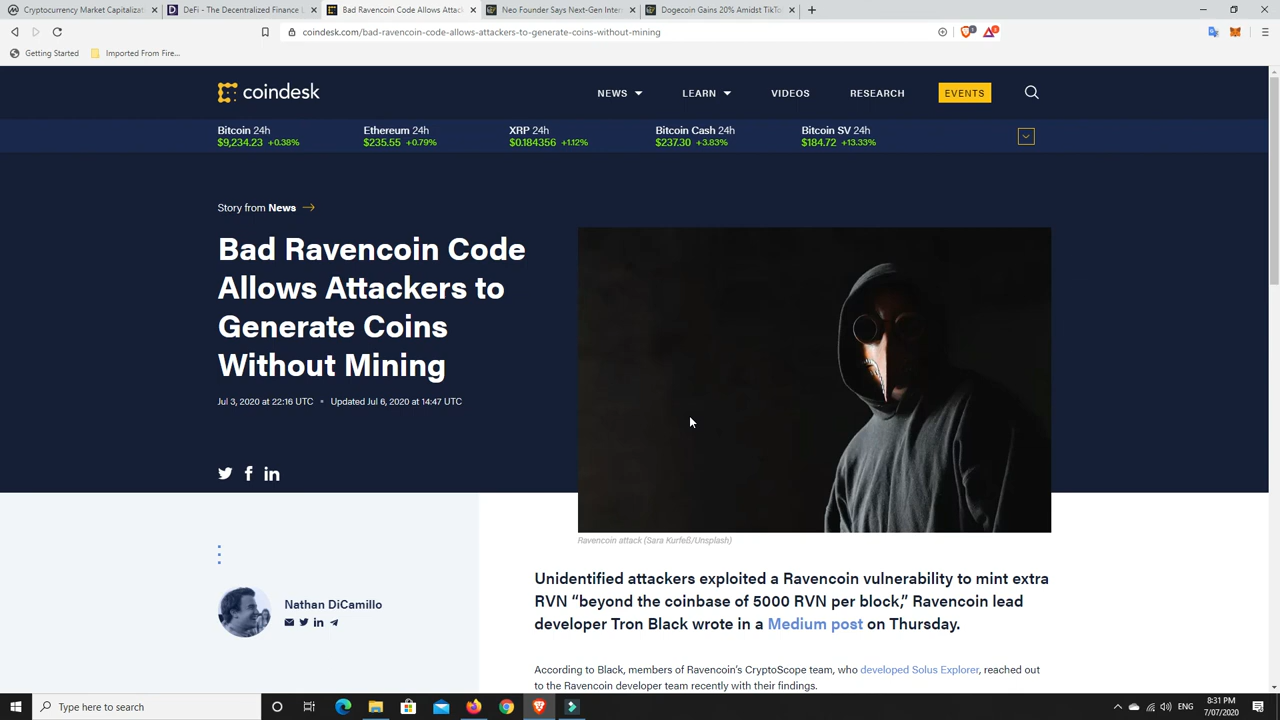 Cryptocurrency Market Capitalizat
DeFi - The Decentralized Finance L
Bad Ravencoin Code Allows Attack
Neo Founder Says Next-Gen Inter
Dogecoin Gains 20% Amidst TikTo
coindesk.com/bad-ravencoin-code-allows-attackers-to-generate-coins-without-mining
Getting Started
Imported From Fire...
coindesk
NEWS
LEARN
VIDEOS
RESEARCH
EVENTS
Bitcoin 24h
$9,234.23 +0.38%
Ethereum 24h
$235.55 +0.79%
XRP 24h
$0.184356 +1.12%
Bitcoin Cash 24h
$237.30 +3.83%
Bitcoin SV 24h
$184.72 +13.33%
Story from News →
Bad Ravencoin Code
Allows Attackers to
Generate Coins
Without Mining
Jul 3, 2020 at 22:16 UTC • Updated Jul 6, 2020 at 14:47 UTC
Ravencoin attack (Sara Kurfeß/Unsplash)
Nathan DiCamillo
Unidentified attackers exploited a Ravencoin vulnerability to mint extra
RVN “beyond the coinbase of 5000 RVN per block,” Ravencoin lead
developer Tron Black wrote in a Medium post on Thursday.
According to Black, members of Ravencoin’s CryptoScope team, who developed Solus Explorer, reached out
to the Ravencoin developer team recently with their findings.
Type here to search
ENG
8:31 PM
7/07/2020